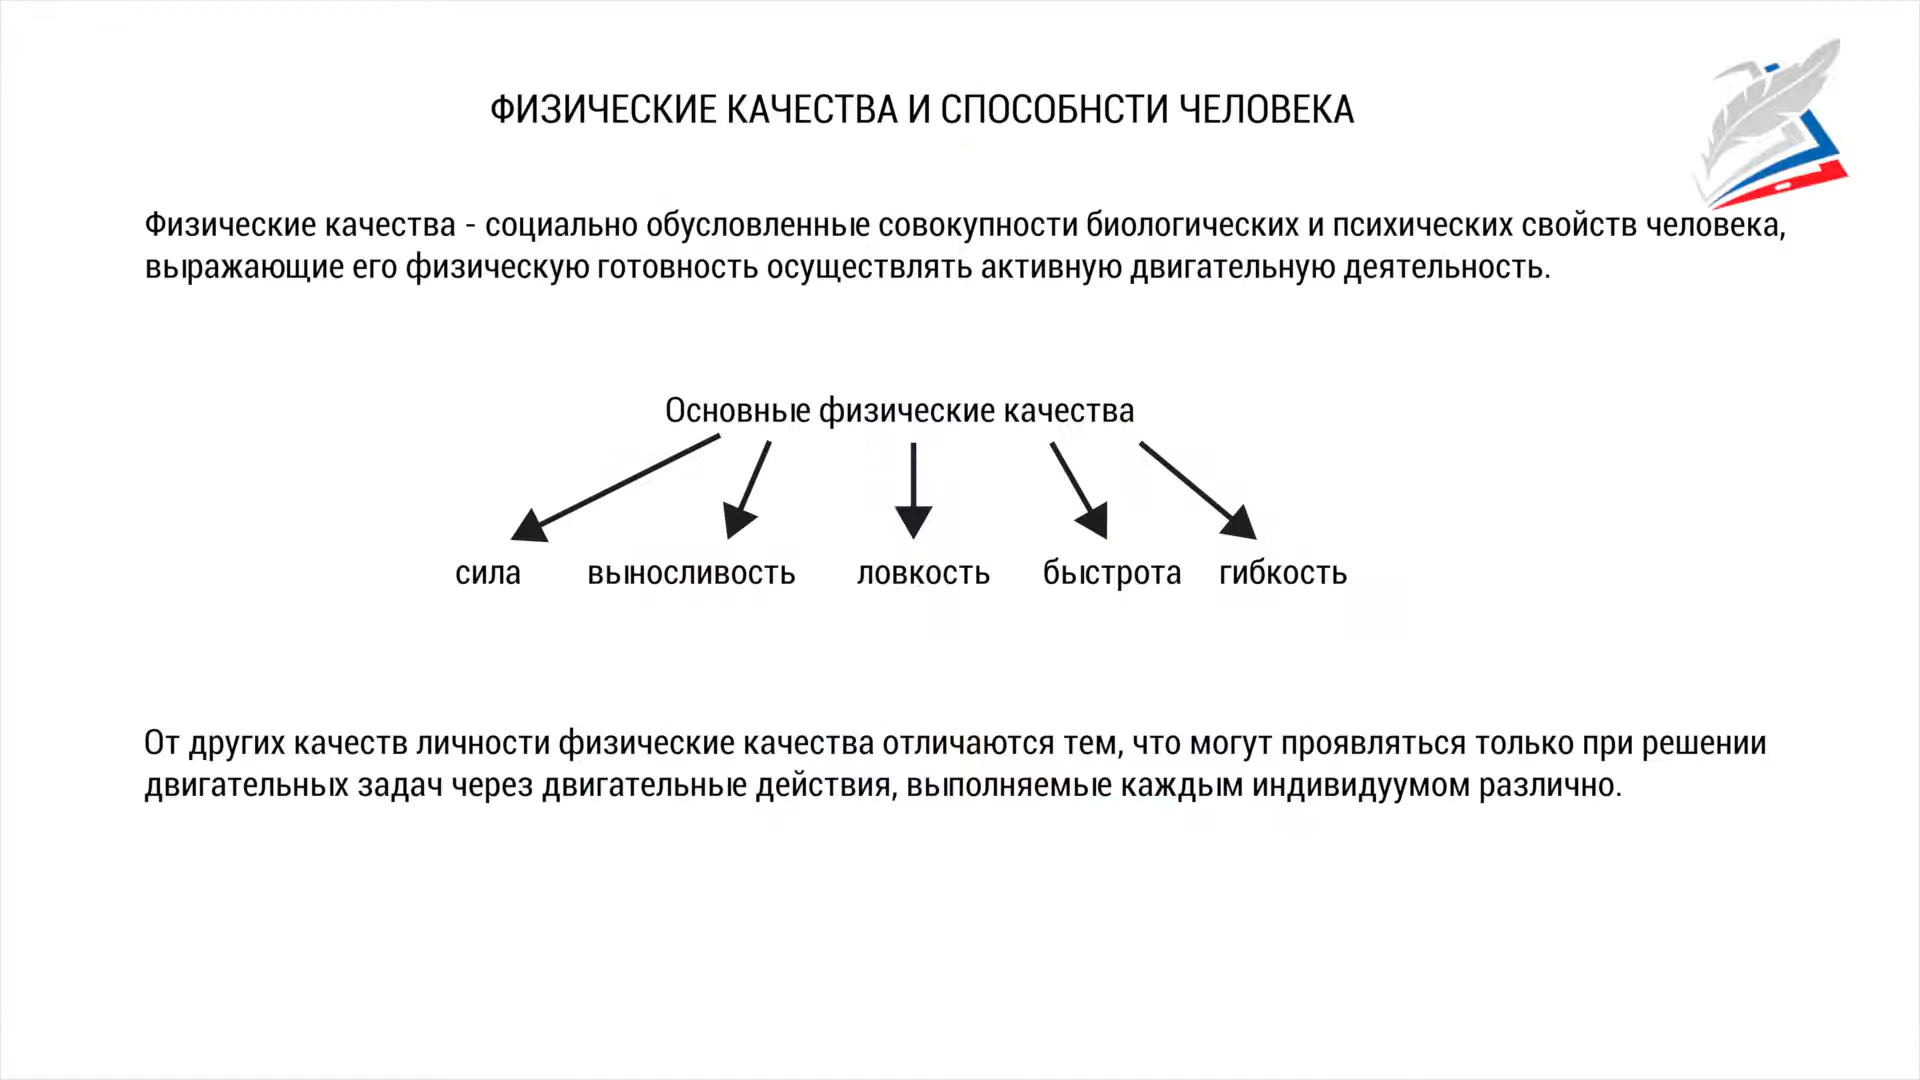 ФИЗИЧЕСКИЕ КАЧЕСТВА И СПОСОБНСТИ ЧЕЛОВЕКА
Физические качества - социально обусловленные совокупности биологических и психических свойств человека,
выражающие его физическую готовность осуществлять активную двигательную деятельность.
Основные физические качества
сила выносливость ловкость быстрота гибкость
От других качеств личности физические качества отличаются тем, что могут проявляться только при решении
двигательных задач через двигательные действия, выполняемые каждым индивидуумом различно.